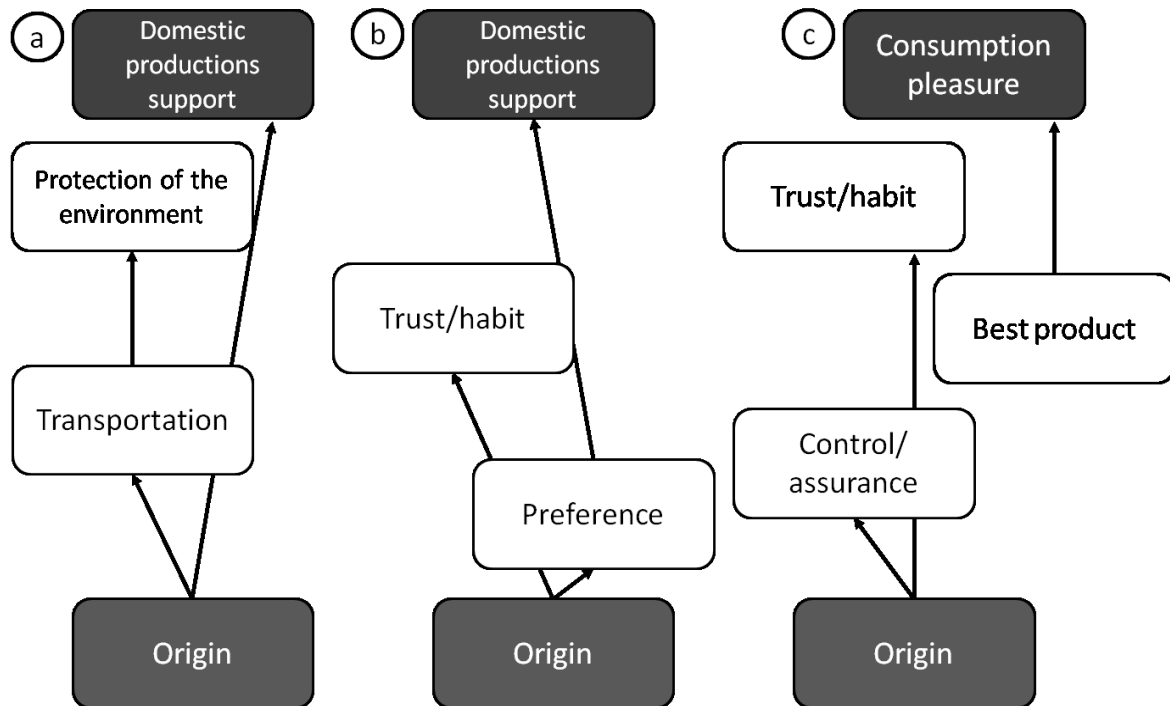 a
Domestic
productions
support
Protection of the
environment
Transportation
Origin
b
Domestic
productions
support
Trust/habit
Preference
Origin
c
Consumption
pleasure
Trust/habit
Best product
Control/
assurance
Origin